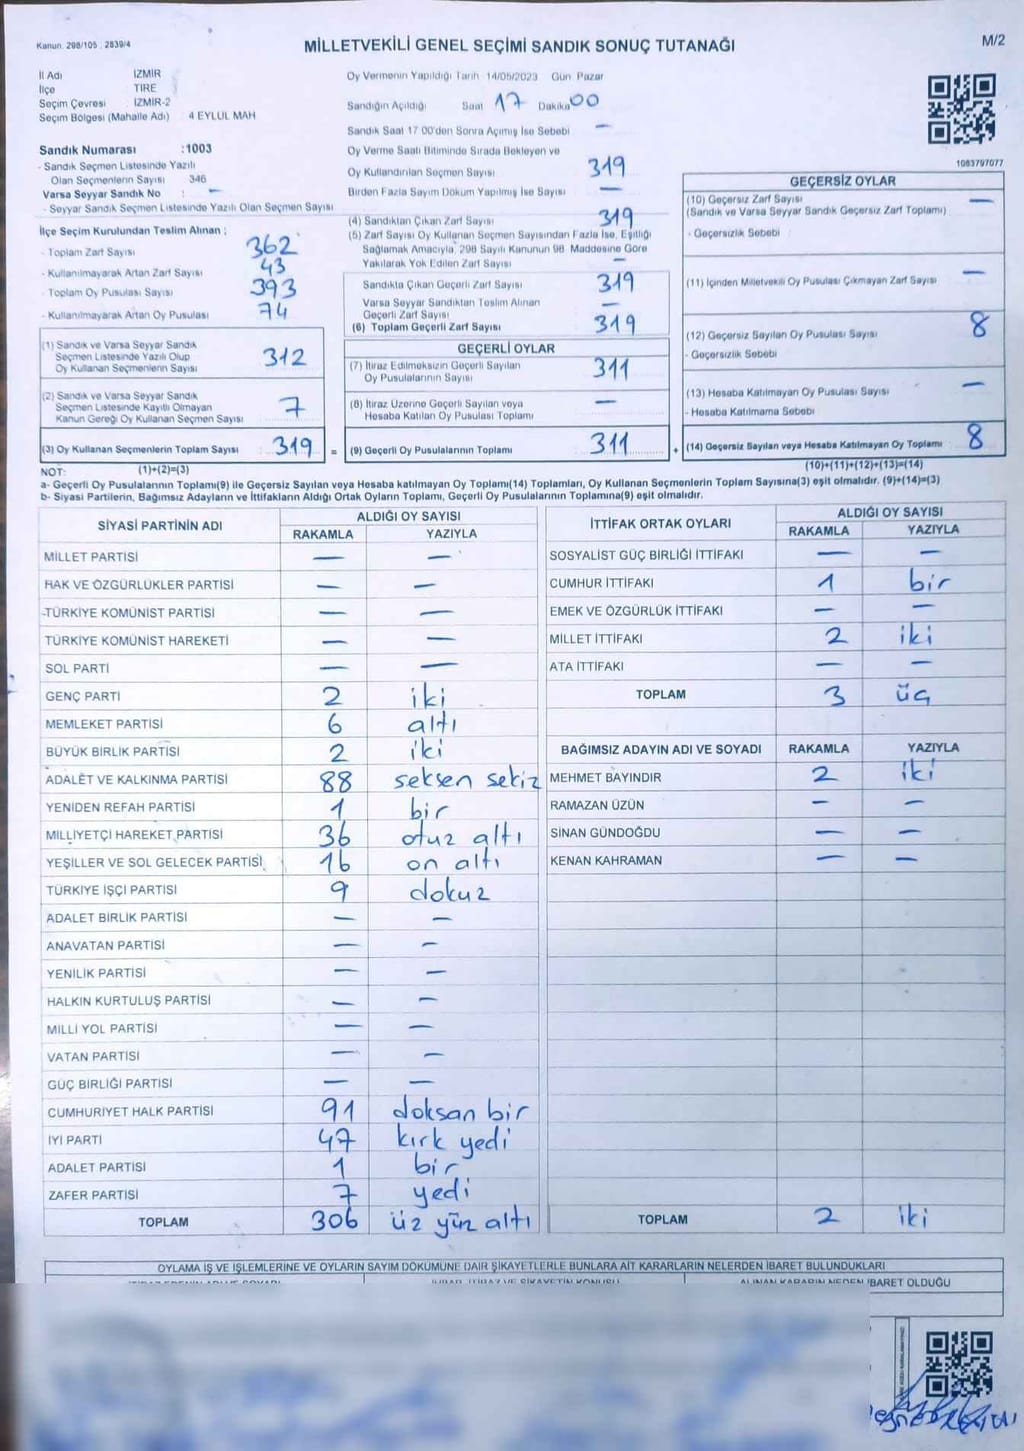 Kanun. 298/105 , 2839/4
MİLLETVEKİLİ GENEL SEÇİMİ SANDIK SONUÇ TUTANAĞI
M/2
İl Adı İZMİR
İlçe TİRE
Seçim Çevresi İZMİR-2
Seçim Bölgesi (Mahalle Adı) 4 EYLÜL MAH
Sandık Numarası :1003
- Sandık Seçmen Listesinde Yazılı
Olan Seçmenlerin Sayısı 346
Varsa Seyyar Sandık No : –
- Seyyar Sandık Seçmen Listesinde Yazılı Olan Seçmen Sayısı
İlçe Seçim Kurulundan Teslim Alınan ;
- Toplam Zarf Sayısı 362
- Kullanılmayarak Artan Zarf Sayısı 43
- Toplam Oy Pusulası Sayısı 393
- Kullanılmayarak Artan Oy Pusulası 74
(1) Sandık ve Varsa Seyyar Sandık
Seçmen Listesinde Yazılı Olup
Oy Kullanan Seçmenlerin Sayısı 312
(2) Sandık ve Varsa Seyyar Sandık
Seçmen Listesinde Kayıtlı Olmayan
Kanun Gereği Oy Kullanan Seçmen Sayısı 7
(3) Oy Kullanan Seçmenlerin Toplam Sayısı 319 =
Oy Vermenin Yapıldığı Tarih 14/05/2023 Gün Pazar
Sandığın Açıldığı Saat 17 Dakika 00
Sandık Saat 17 00'den Sonra Açılmış İse Sebebi –
Oy Verme Saati Bitiminde Sırada Bekleyen ve
Oy Kullandırılan Seçmen Sayısı 319
Birden Fazla Sayım Döküm Yapılmış İse Sayısı –
(4) Sandıktan Çıkan Zarf Sayısı 319
(5) Zarf Sayısı Oy Kullanan Seçmen Sayısından Fazla İse, Eşitliği
Sağlamak Amacıyla, 298 Sayılı Kanunun 98. Maddesine Göre
Yakılarak Yok Edilen Zarf Sayısı –
Sandıkta Çıkan Geçerli Zarf Sayısı 319
Varsa Seyyar Sandıktan Teslim Alınan
Geçerli Zarf Sayısı –
(6) Toplam Geçerli Zarf Sayısı 319
GEÇERLİ OYLAR
(7) İtiraz Edilmeksizin Geçerli Sayılan
Oy Pusulalarının Sayısı 311
(8) İtiraz Üzerine Geçerli Sayılan veya
Hesaba Katılan Oy Pusulası Toplamı –
(9) Geçerli Oy Pusulalarının Toplamı 311 +
1063797077
GEÇERSİZ OYLAR
(10) Geçersiz Zarf Sayısı –
(Sandık ve Varsa Seyyar Sandık Geçersiz Zarf Toplamı)
- Geçersizlik Sebebi
(11) İçinden Milletvekili Oy Pusulası Çıkmayan Zarf Sayısı –
(12) Geçersiz Sayılan Oy Pusulası Sayısı 8
- Geçersizlik Sebebi
(13) Hesaba Katılmayan Oy Pusulası Sayısı –
- Hesaba Katılmama Sebebi
(14) Geçersiz Sayılan veya Hesaba Katılmayan Oy Toplamı 8
NOT: (1)+(2)=(3) (10)+(11)+(12)+(13)=(14)
a- Geçerli Oy Pusulalarının Toplamı(9) ile Geçersiz Sayılan veya Hesaba katılmayan Oy Toplamı(14) Toplamları, Oy Kullanan Seçmenlerin Toplam Sayısına(3) eşit olmalıdır. (9)+(14)=(3)
b- Siyasi Partilerin, Bağımsız Adayların ve İttifakların Aldığı Ortak Oyların Toplamı, Geçerli Oy Pusulalarının Toplamına(9) eşit olmalıdır.
SİYASİ PARTİNİN ADI ALDIĞI OY SAYISI
RAKAMLA YAZIYLA
MİLLET PARTİSİ – –
HAK VE ÖZGÜRLÜKLER PARTİSİ – –
TÜRKİYE KOMÜNİST PARTİSİ – –
TÜRKİYE KOMÜNİST HAREKETİ – –
SOL PARTİ – –
GENÇ PARTİ 2 iki
MEMLEKET PARTİSİ 6 altı
BÜYÜK BİRLİK PARTİSİ 2 iki
ADALET VE KALKINMA PARTİSİ 88 seksen sekiz
YENİDEN REFAH PARTİSİ 1 bir
MİLLİYETÇİ HAREKET PARTİSİ 36 otuz altı
YEŞİLLER VE SOL GELECEK PARTİSİ 16 on altı
TÜRKİYE İŞÇİ PARTİSİ 9 dokuz
ADALET BİRLİK PARTİSİ – –
ANAVATAN PARTİSİ – –
YENİLİK PARTİSİ – –
HALKIN KURTULUŞ PARTİSİ – –
MİLLİ YOL PARTİSİ – –
VATAN PARTİSİ – –
GÜÇ BİRLİĞİ PARTİSİ – –
CUMHURİYET HALK PARTİSİ 91 doksan bir
İYİ PARTİ 47 kırk yedi
ADALET PARTİSİ 1 bir
ZAFER PARTİSİ 7 yedi
TOPLAM 306 üz yüz altı
İTTİFAK ORTAK OYLARI ALDIĞI OY SAYISI
RAKAMLA YAZIYLA
SOSYALİST GÜÇ BİRLİĞİ İTTİFAKI – –
CUMHUR İTTİFAKI 1 bir
EMEK VE ÖZGÜRLÜK İTTİFAKI – –
MİLLET İTTİFAKI 2 iki
ATA İTTİFAKI – –
TOPLAM 3 üç
BAĞIMSIZ ADAYIN ADI VE SOYADI RAKAMLA YAZIYLA
MEHMET BAYINDIR 2 iki
RAMAZAN ÜZÜN – –
SİNAN GÜNDOĞDU – –
KENAN KAHRAMAN – –
TOPLAM 2 iki
OYLAMA İŞ VE İŞLEMLERİNE VE OYLARIN SAYIM DÖKÜMÜNE DAİR ŞİKAYETLERLE BUNLARA AİT KARARLARIN NELERDEN İBARET BULUNDUKLARI
ALINAN KARARIN NEDEN İBARET OLDUĞU